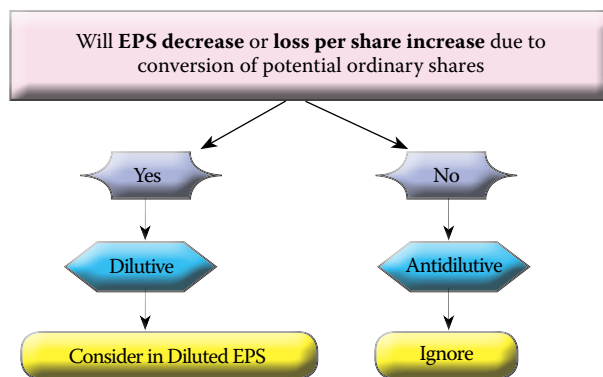 Will EPS decrease or loss per share increase due to
conversion of potential ordinary shares
Yes
No
Dilutive
Antidilutive
Consider in Diluted EPS
Ignore